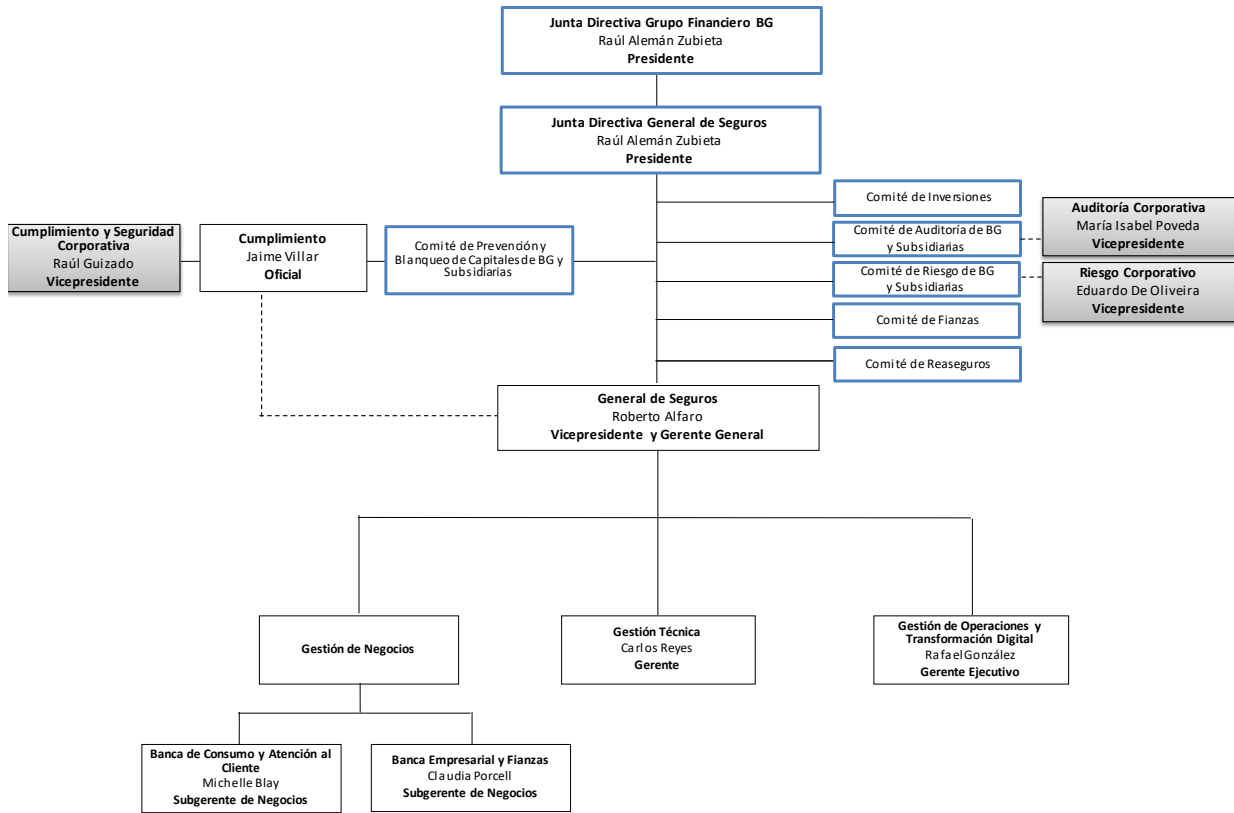 Junta Directiva Grupo Financiero BG
Raúl Alemán Zubieta
Presidente
Junta Directiva General de Seguros
Raúl Alemán Zubieta
Presidente
Comité de Inversiones
Comité de Auditoría de BG
y Subsidiarias
Auditoría Corporativa
María Isabel Poveda
Vicepresidente
Cumplimiento y Seguridad
Corporativa
Raúl Guizado
Vicepresidente
Cumplimiento
Jaime Villar
Oficial
Comité de Prevención y
Blanqueo de Capitales de BG y
Subsidiarias
Comité de Riesgo de BG
y Subsidiarias
Riesgo Corporativo
Eduardo De Oliveira
Vicepresidente
Comité de Fianzas
Comité de Reaseguros
General de Seguros
Roberto Alfaro
Vicepresidente y Gerente General
Gestión de Negocios
Gestión Técnica
Carlos Reyes
Gerente
Gestión de Operaciones y
Transformación Digital
Rafael González
Gerente Ejecutivo
Banca de Consumo y Atención al
Cliente
Michelle Blay
Subgerente de Negocios
Banca Empresarial y Fianzas
Claudia Porcell
Subgerente de Negocios